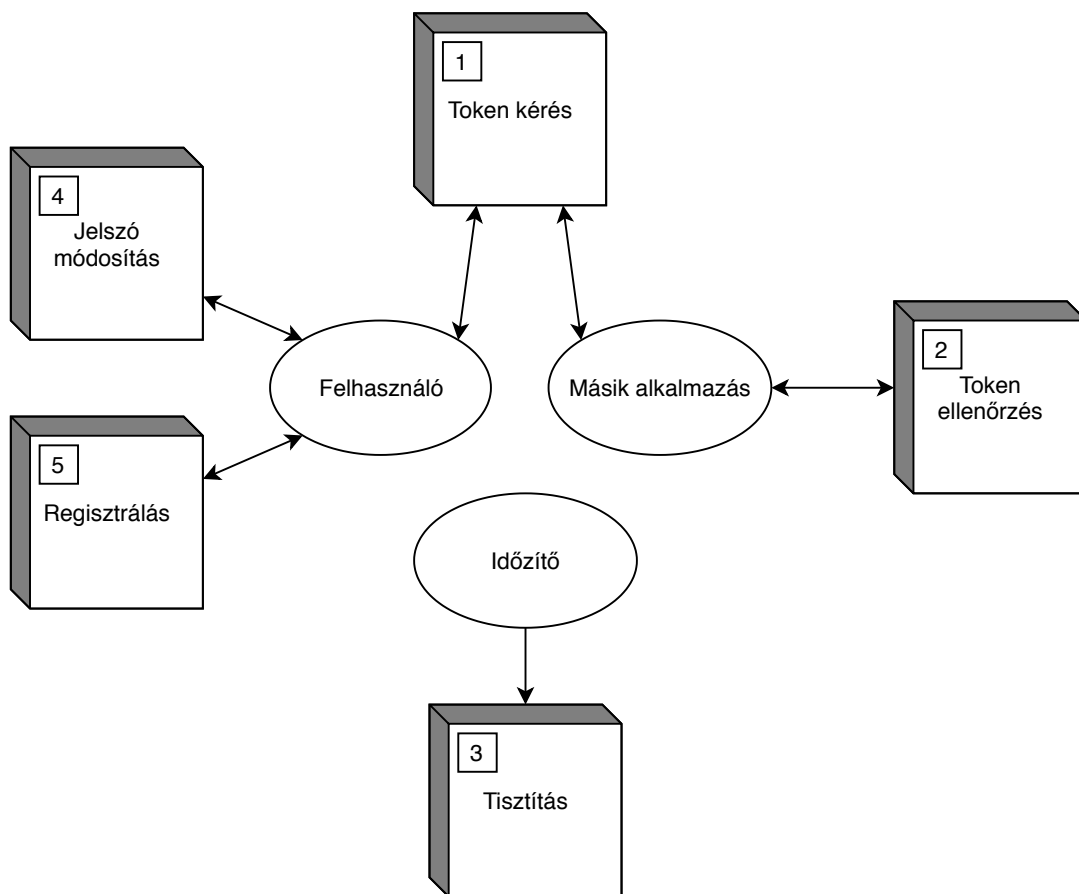 1
Token kérés
4
Jelszó
módosítás
2
Token
ellenőrzés
Felhasználó
Másik alkalmazás
5
Regisztrálás
Időzítő
3
Tisztítás